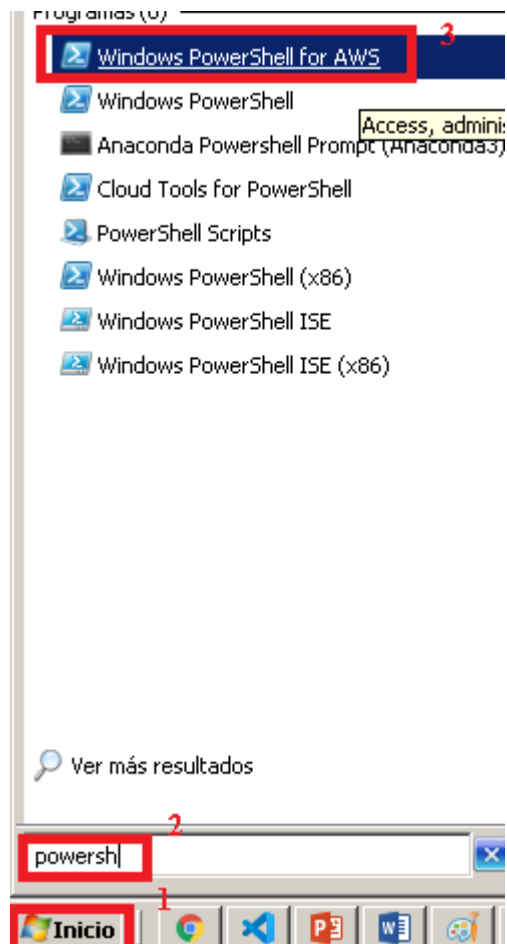 Programas (8)
3
Windows PowerShell for AWS
Windows PowerShell
Access, adminis
Anaconda Powershell Prompt (Anaconda3)
Cloud Tools for PowerShell
PowerShell Scripts
Windows PowerShell (x86)
Windows PowerShell ISE
Windows PowerShell ISE (x86)
Ver más resultados
2
powersh
1
Inicio